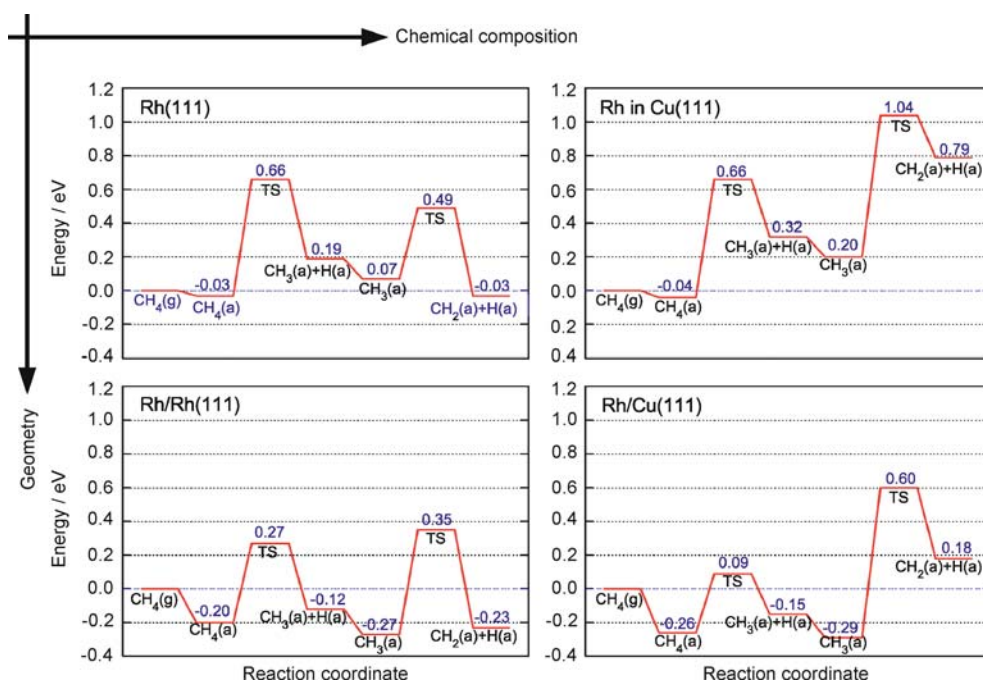 Chemical composition
Geometry
Rh(111)
Energy / eV
1.2
1.0
0.8
0.6
0.4
0.2
0.0
-0.2
-0.4
CH4(g)
-0.03
CH4(a)
0.66
TS
0.19
CH3(a)+H(a)
0.07
CH3(a)
0.49
TS
-0.03
CH2(a)+H(a)
Rh in Cu(111)
1.2
1.0
0.8
0.6
0.4
0.2
0.0
0.2
0.4
CH4(g)
-0.04
CH4(a)
0.66
TS
0.32
CH3(a)+H(a)
0.20
CH3(a)
1.04
TS
0.79
CH2(a)+H(a)
Rh/Rh(111)
Energy / eV
1.2
1.0
0.8
0.6
0.4
0.2
0.0
-0.2
-0.4
CH4(g)
-0.20
CH4(a)
0.27
TS
-0.12
CH3(a)+H(a)
-0.27
CH3(a)
0.35
TS
-0.23
CH2(a)+H(a)
Reaction coordinate
Rh/Cu(111)
1.2
1.0
0.8
0.6
0.4
0.2
0.0
-0.2
-0.4
CH4(g)
-0.26
CH4(a)
0.09
TS
-0.15
CH3(a)+H(a)
-0.29
CH3(a)
0.60
TS
0.18
CH2(a)+H(a)
Reaction coordinate